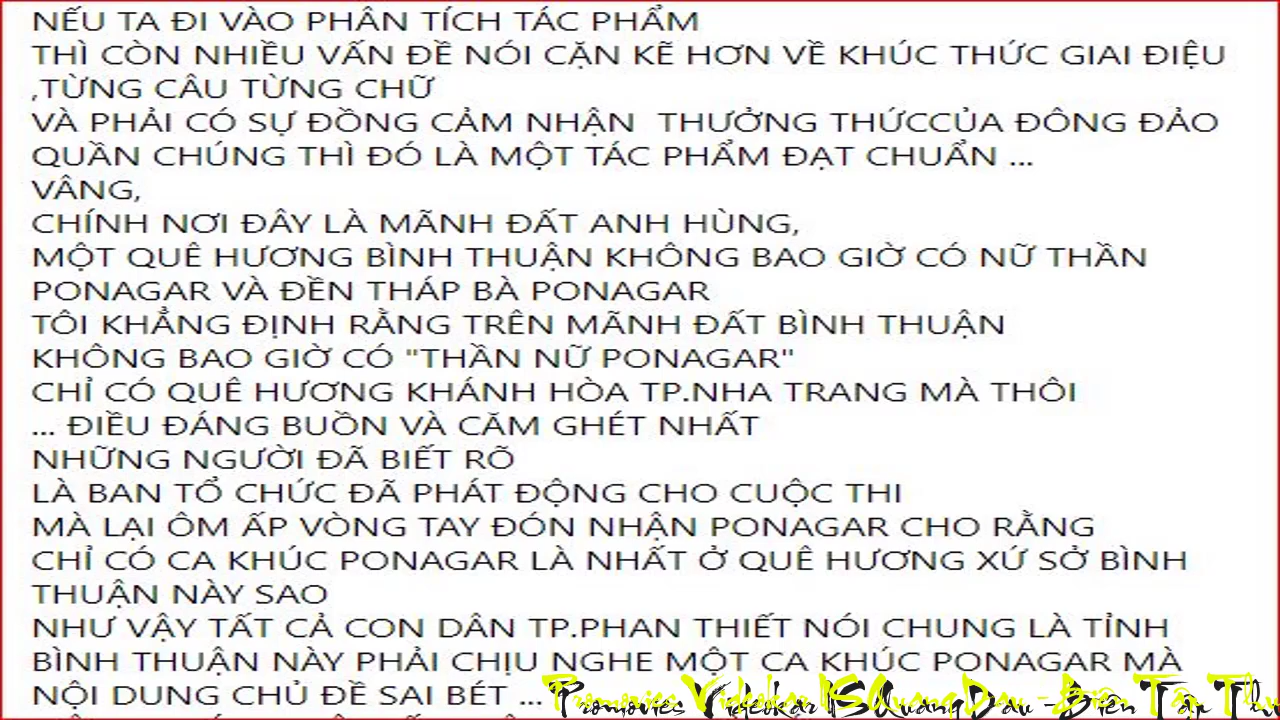 NẾU TA ĐI VÀO PHÂN TÍCH TÁC PHẨM
THÌ CÒN NHIỀU VẤN ĐỀ NÓI CẶN KẼ HƠN VỀ KHÚC THỨC GIAI ĐIỆU
,TỪNG CÂU TỪNG CHỮ
VÀ PHẢI CÓ SỰ ĐỒNG CẢM NHẬN  THƯỞNG THỨCCỦA ĐÔNG ĐẢO
QUẦN CHÚNG THÌ ĐÓ LÀ MỘT TÁC PHẨM ĐẠT CHUẨN ...
VÂNG,
CHÍNH NƠI ĐÂY LÀ MÃNH ĐẤT ANH HÙNG,
MỘT QUÊ HƯƠNG BÌNH THUẬN KHÔNG BAO GIỜ CÓ NỮ THẦN
PONAGAR VÀ ĐỀN THÁP BÀ PONAGAR
TÔI KHẲNG ĐỊNH RẰNG TRÊN MÃNH ĐẤT BÌNH THUẬN
KHÔNG BAO GIỜ CÓ "THẦN NỮ PONAGAR"
CHỈ CÓ QUÊ HƯƠNG KHÁNH HÒA TP.NHA TRANG MÀ THÔI
... ĐIỀU ĐÁNG BUỒN VÀ CĂM GHÉT NHẤT
NHỮNG NGƯỜI ĐÃ BIẾT RÕ
LÀ BAN TỔ CHỨC ĐÃ PHÁT ĐỘNG CHO CUỘC THI
MÀ LẠI ÔM ẤP VÒNG TAY ĐÓN NHẬN PONAGAR CHO RẰNG
CHỈ CÓ CA KHÚC PONAGAR LÀ NHẤT Ở QUÊ HƯƠNG XỨ SỞ BÌNH
THUẬN NÀY SAO
NHƯ VẬY TẤT CẢ CON DÂN TP.PHAN THIẾT NÓI CHUNG LÀ TỈNH
BÌNH THUẬN NÀY PHẢI CHỊU NGHE MỘT CA KHÚC PONAGAR MÀ
NỘI DUNG CHỦ ĐỀ SAI BÉT ...
Promovies Videokar ISQuangDau - Biên Tập Thu